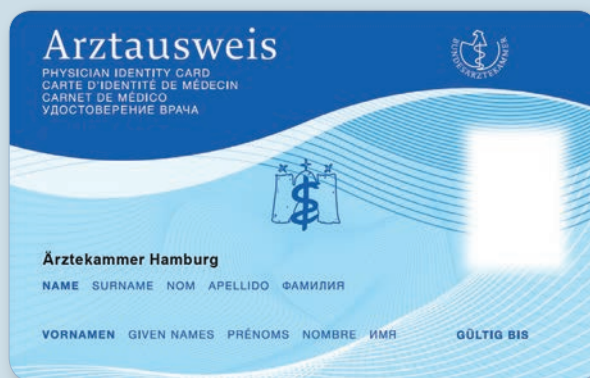 Arztausweis
PHYSICIAN IDENTITY CARD
CARTE D'IDENTITÉ DE MÉDECIN
CARNET DE MÉDICO
УДОСТОВЕРЕНИЕ ВРАЧА
BUNDESÄRZTEKAMMER
Ärztekammer Hamburg
NAME SURNAME NOM APELLIDO ФАМИЛИЯ
VORNAMEN GIVEN NAMES PRÉNOMS NOMBRE ИМЯ GÜLTIG BIS